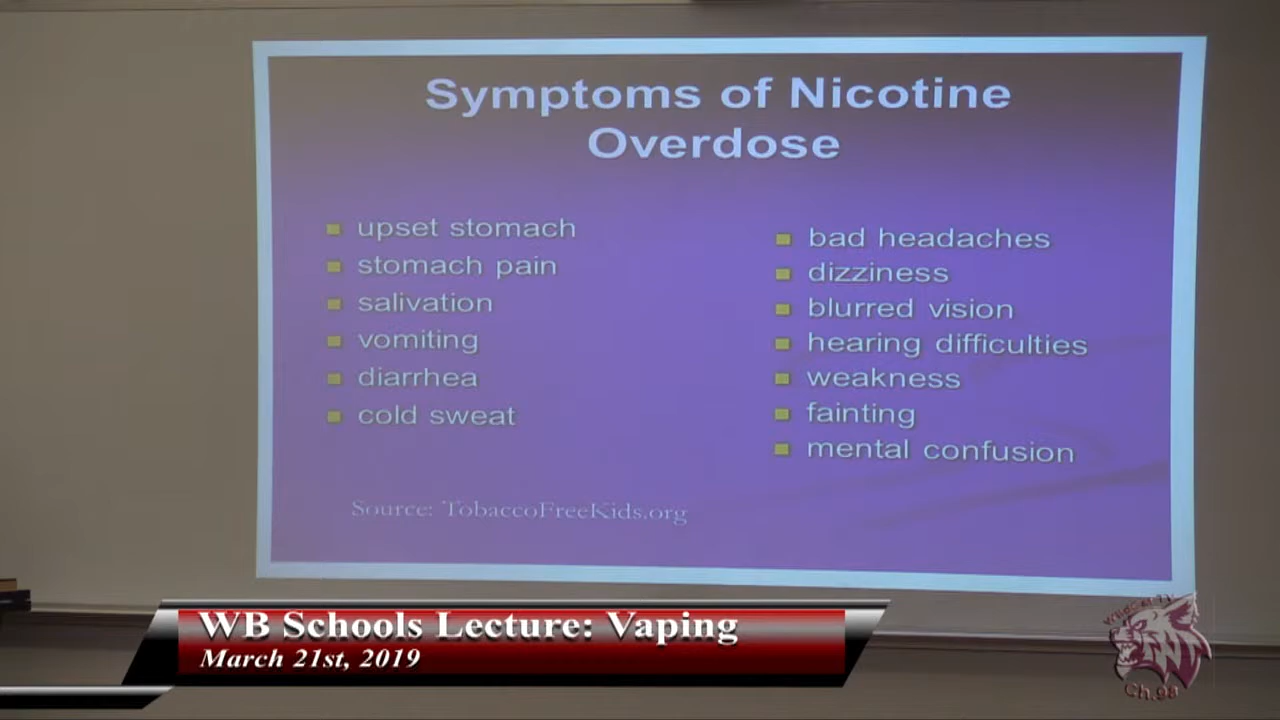 Symptoms of Nicotine
Overdose
upset stomach
stomach pain
salivation
vomiting
diarrhea
cold sweat
bad headaches
dizziness
blurred vision
hearing difficulties
weakness
fainting
mental confusion
Source: TobaccoFreeKids.org
WB Schools Lecture: Vaping
March 21st, 2019
Ch.98